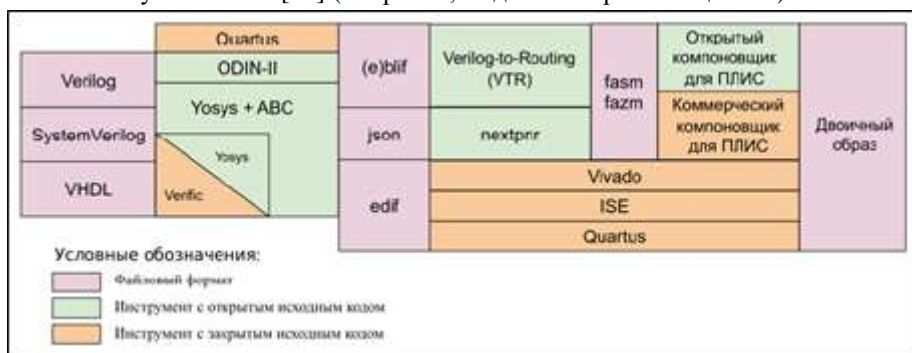 Quartus
ODIN-II
Verilog
Yosys + ABC
SystemVerilog
Yosys
VHDL
Verific
(e)blif
json
edif
Verilog-to-Routing
(VTR)
nextpnr
fasm
fazm
Открытый
компоновщик
для ПЛИС
Коммерческий
компоновщик
для ПЛИС
Vivado
ISE
Quartus
Двоичный
образ
Условные обозначения:
Файловый формат
Инструмент с открытым исходным кодом
Инструмент с закрытым исходным кодом